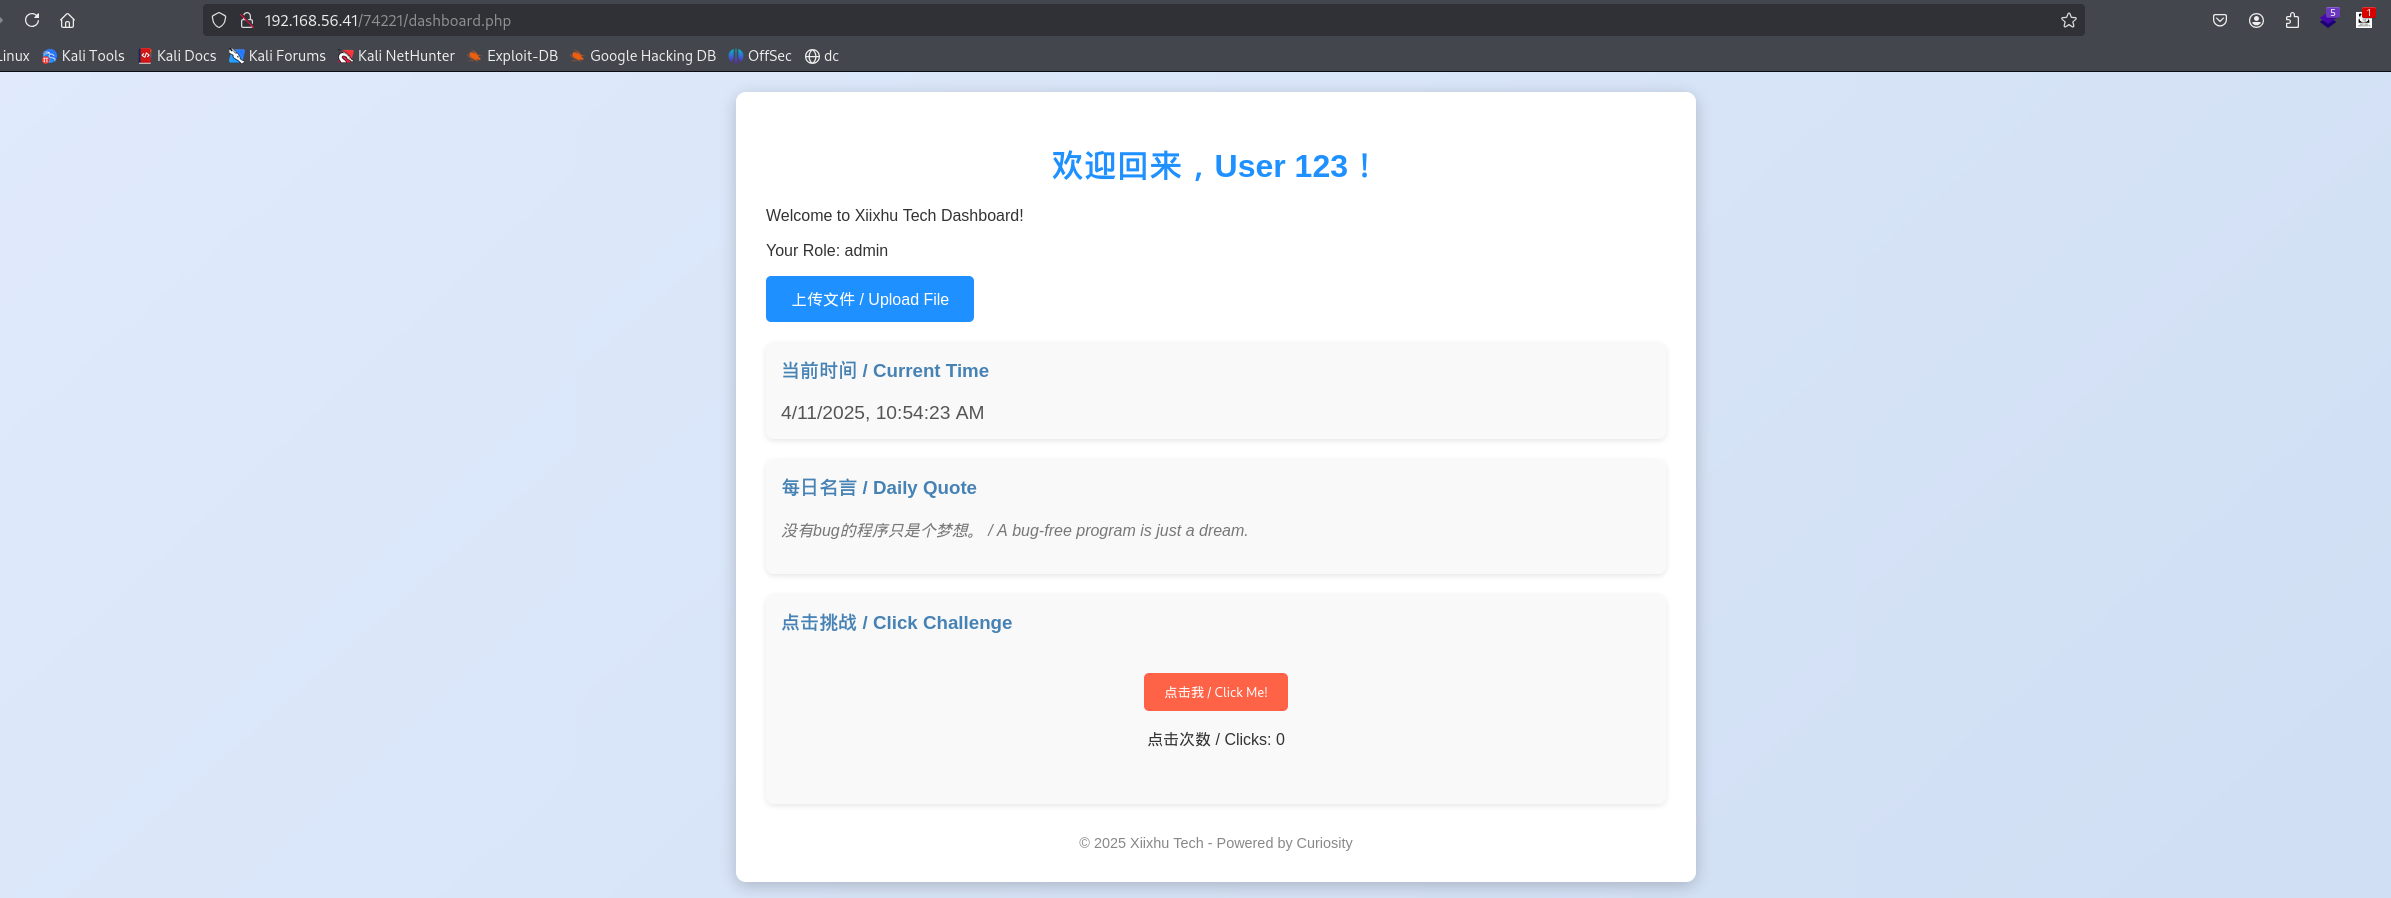 192.168.56.41/74221/dashboard.php
5
1
Linux Kali Tools Kali Docs Kali Forums Kali NetHunter Exploit-DB Google Hacking DB OffSec dc
欢迎回来，User 123！
Welcome to Xiixhu Tech Dashboard!
Your Role: admin
上传文件 / Upload File
当前时间 / Current Time
4/11/2025, 10:54:23 AM
每日名言 / Daily Quote
没有bug的程序只是个梦想。 / A bug-free program is just a dream.
点击挑战 / Click Challenge
点击我 / Click Me!
点击次数 / Clicks: 0
© 2025 Xiixhu Tech - Powered by Curiosity